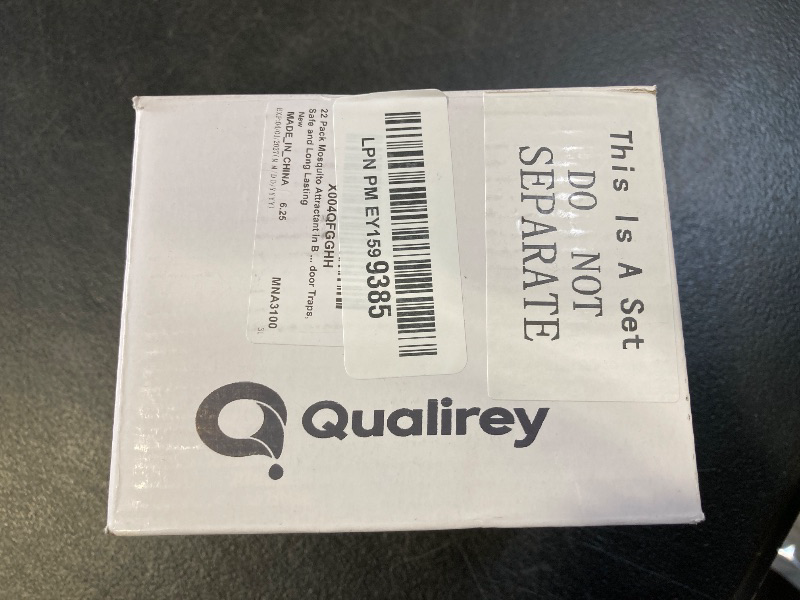 This Is A Set
DO NOT
SEPARATE
LPN PM EY1599385
X004QFGGHH
22 Pack Mosquito Attractant in B ... door Traps,
Safe and Long Lasting
New
MADE_IN_CHINA 6.25
MNA3100
Qualirey